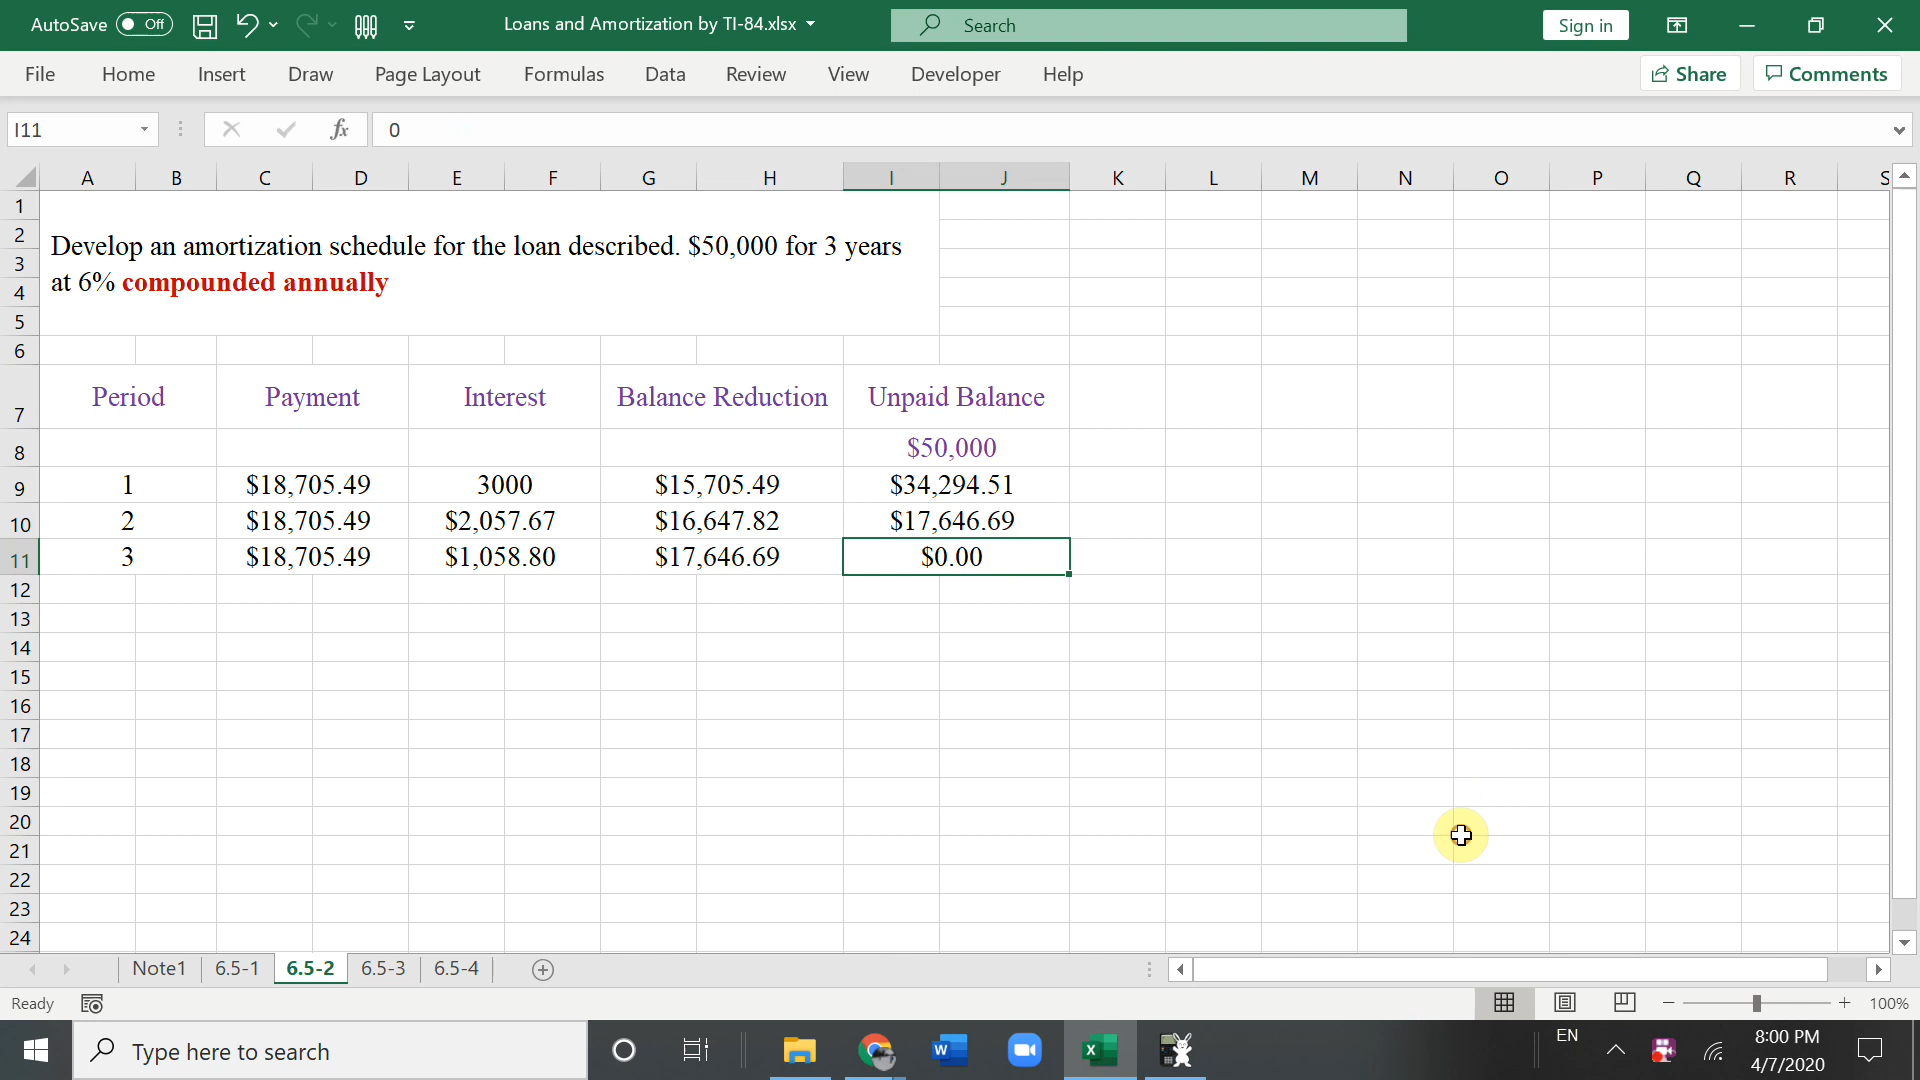 AutoSave Off Loans and Amortization by TI-84.xlsx Search Sign in
File Home Insert Draw Page Layout Formulas Data Review View Developer Help Share Comments
I11 fx 0
A B C D E F G H I J K L M N O P Q R S
1
2
Develop an amortization schedule for the loan described. $50,000 for 3 years
3
at 6% compounded annually
4
5
6
7 Period Payment Interest Balance Reduction Unpaid Balance
8 $50,000
9 1 $18,705.49 3000 $15,705.49 $34,294.51
10 2 $18,705.49 $2,057.67 $16,647.82 $17,646.69
11 3 $18,705.49 $1,058.80 $17,646.69 $0.00
12
13
14
15
16
17
18
19
20
21
22
23
24
Note1 6.5-1 6.5-2 6.5-3 6.5-4
Ready 100%
Type here to search EN 8:00 PM
4/7/2020